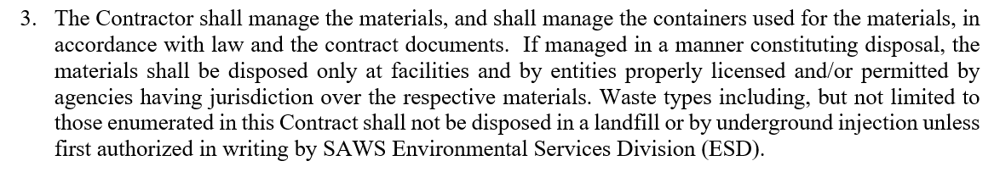 3. The Contractor shall manage the materials, and shall manage the containers used for the materials, in
accordance with law and the contract documents.  If managed in a manner constituting disposal, the
materials shall be disposed only at facilities and by entities properly licensed and/or permitted by
agencies having jurisdiction over the respective materials. Waste types including, but not limited to
those enumerated in this Contract shall not be disposed in a landfill or by underground injection unless
first authorized in writing by SAWS Environmental Services Division (ESD).